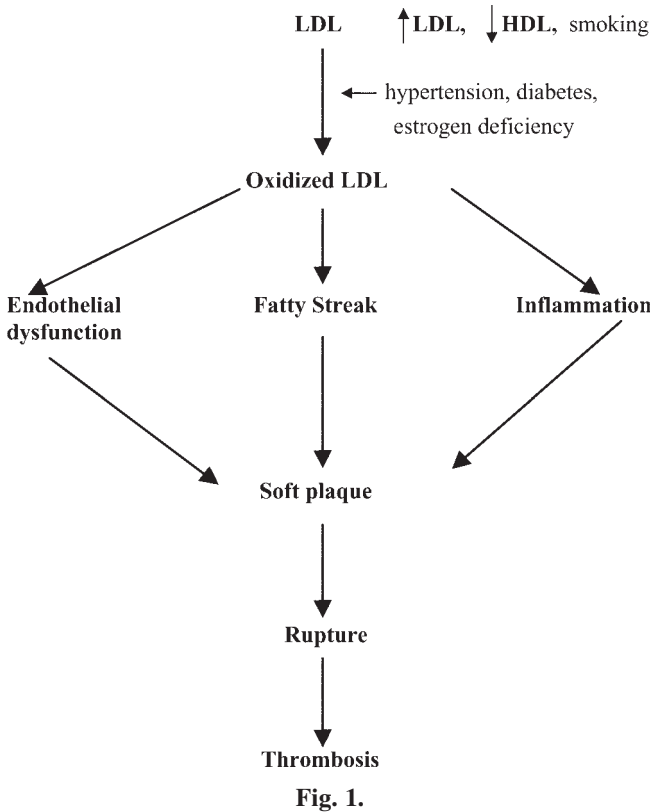 LDL ↑LDL, ↓HDL, smoking
hypertension, diabetes,
estrogen deficiency
Oxidized LDL
Endothelial
dysfunction
Fatty Streak
Inflammation
Soft plaque
Rupture
Thrombosis
Fig. 1.